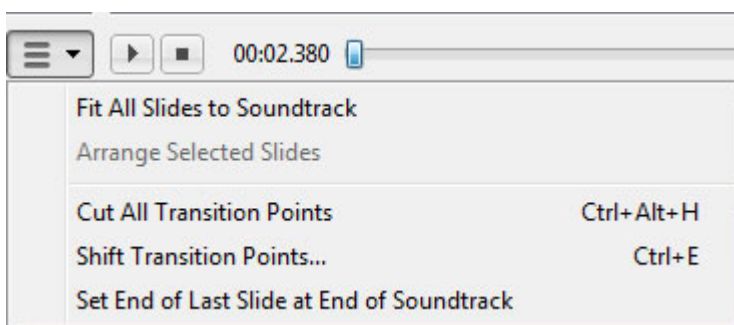 00:02.380
Fit All Slides to Soundtrack
Arrange Selected Slides
Cut All Transition Points Ctrl+Alt+H
Shift Transition Points... Ctrl+E
Set End of Last Slide at End of Soundtrack